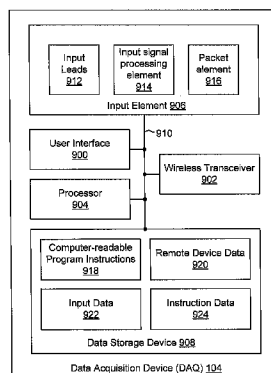 Input
Leads
912
Input signal
processing
element
914
Packet
element
916
Input Element 906
910
User Interface
900
Wireless Transceiver
902
Processor
904
Computer-readable
Program Instructions
918
Remote Device Data
920
Input Data
922
Instruction Data
924
Data Storage Device 908
Data Acquisition Device (DAQ) 104